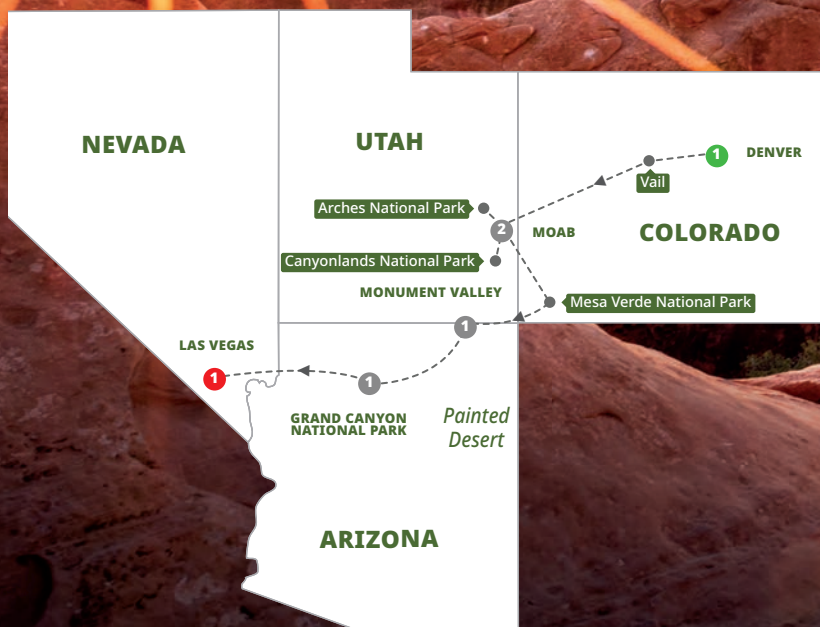 NEVADA
UTAH
1
DENVER
Vail
Arches National Park
2
MOAB
COLORADO
Canyonlands National Park
MONUMENT VALLEY
Mesa Verde National Park
1
LAS VEGAS
1
1
GRAND CANYON
NATIONAL PARK
Painted
Desert
ARIZONA